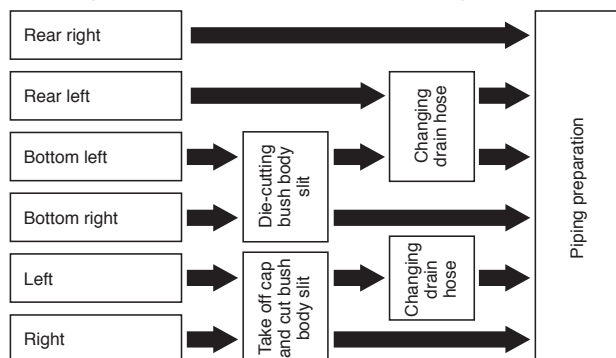 Rear right
Rear left
Bottom left
Bottom right
Left
Right
Die-cutting
bush body
slit
Take off cap
and cut bush
body slit
Changing
drain hose
Changing
drain
hose
Piping preparation